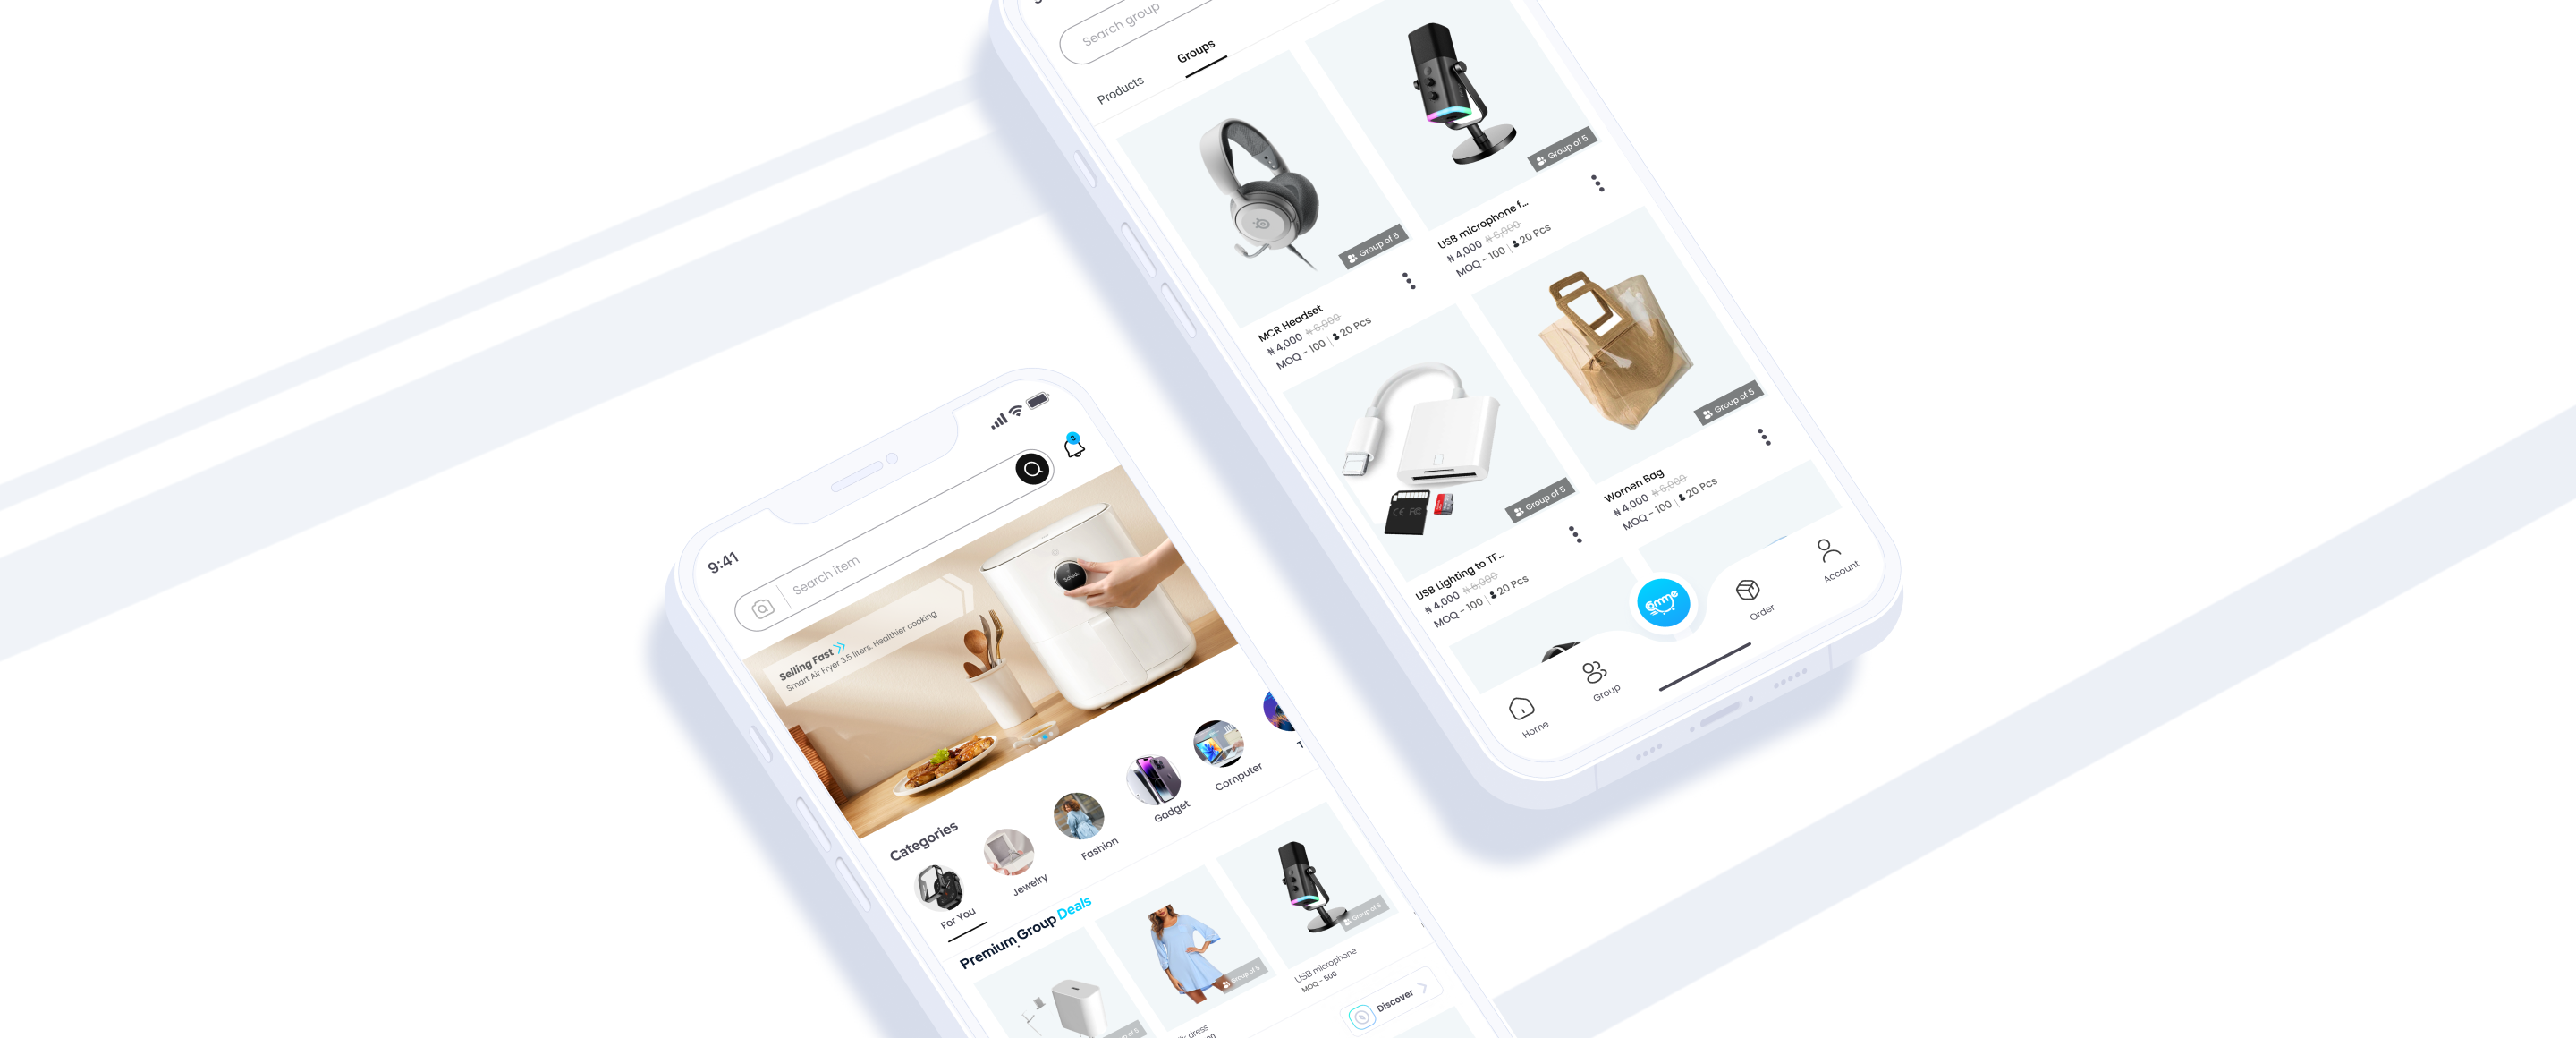 9:41
Search item
Selling Fast
Smart Air Fryer 3.5 liters. Healthier cooking
Categories
For You
Jewelry
Fashion
Gadget
Computer
Premium Group Deals
Group of 5
Group of 5
dress
USB microphone
MOQ - 500
Discover
Search group
Products
Groups
Group of 5
MCR Headset
₦ 4,000 ₦ 6,000
MOQ - 100 | 20 Pcs
Group of 5
USB microphone f...
₦ 4,000 ₦ 6,000
MOQ - 100 | 20 Pcs
Group of 5
USB Lighting to TF...
₦ 4,000 ₦ 6,000
MOQ - 100 | 20 Pcs
Group of 5
Women Bag
₦ 4,000 ₦ 6,000
MOQ - 100 | 20 Pcs
Home
Group
Order
Account